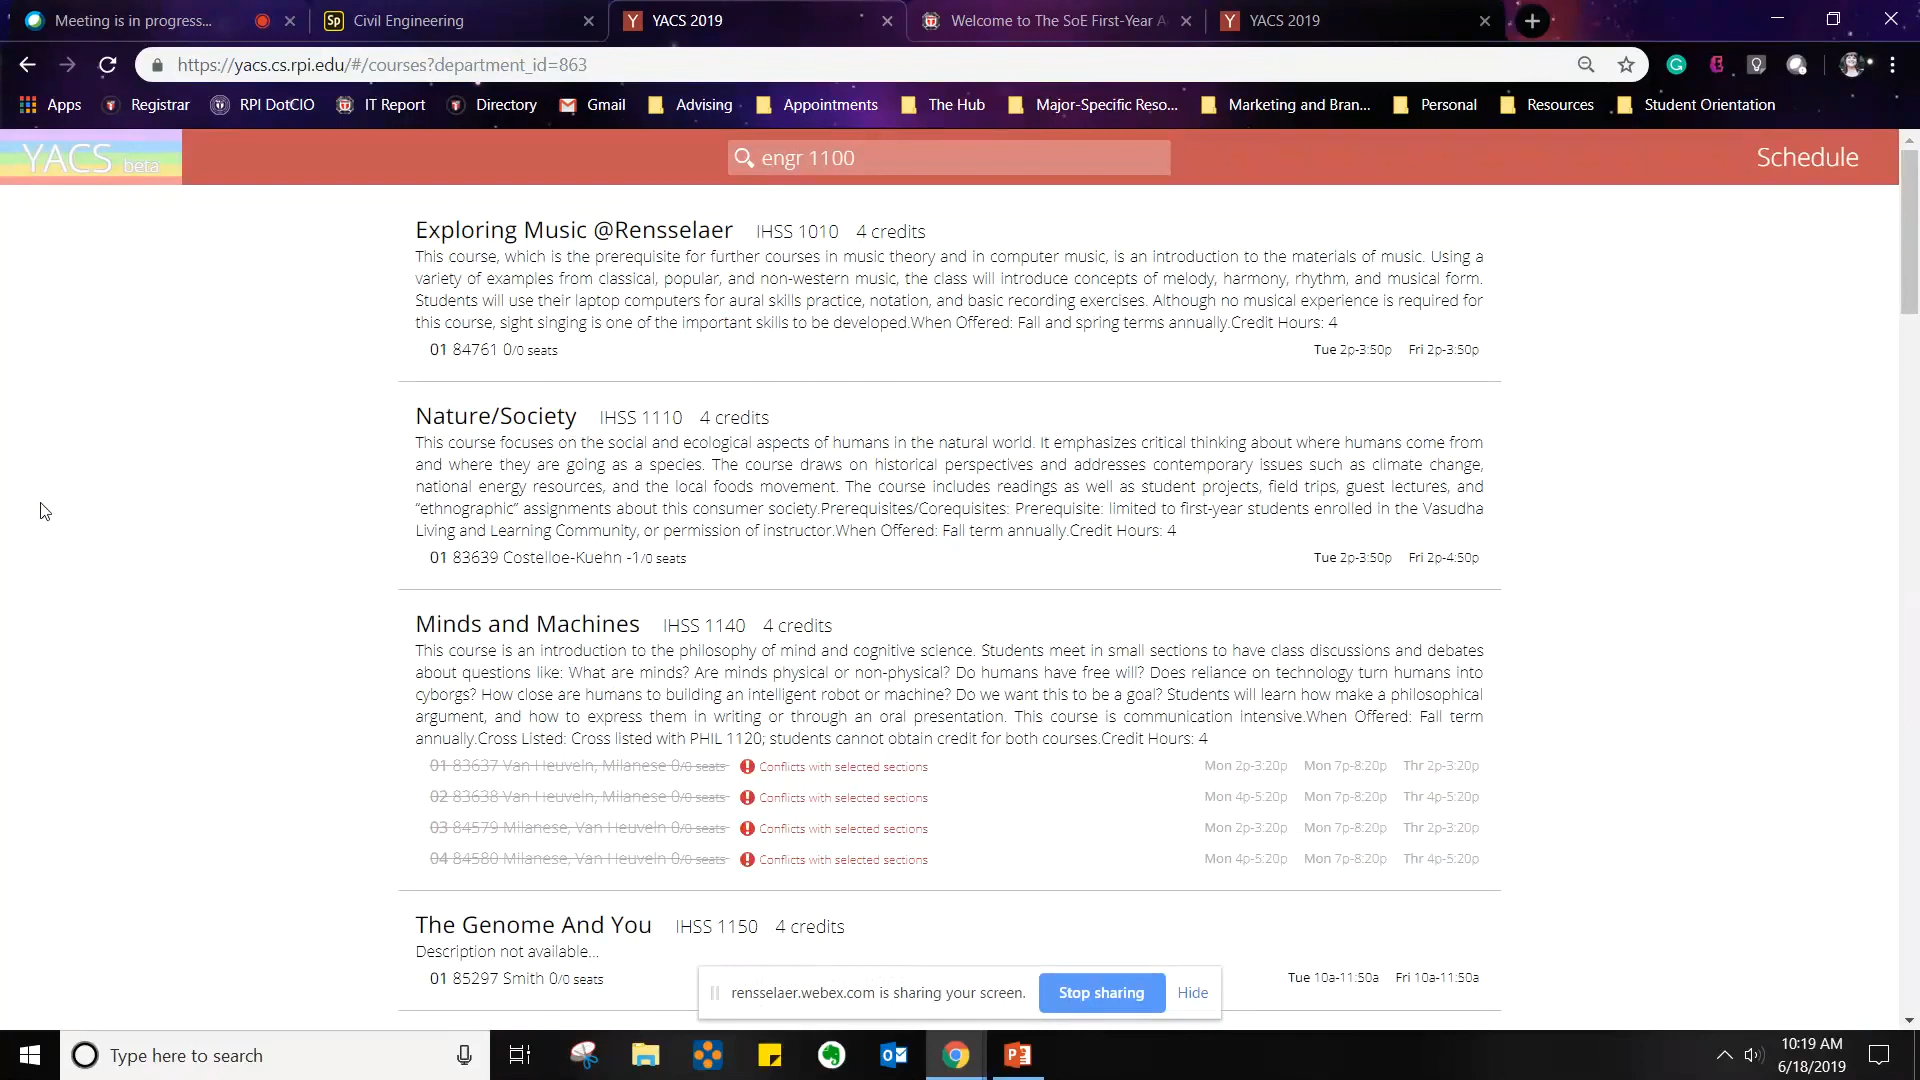 Meeting is in progress...
Sp Civil Engineering
Y YACS 2019
Welcome to The SoE First-Year A
Y YACS 2019
https://yacs.cs.rpi.edu/#/courses?department_id=863
Apps Registrar RPI DotCIO IT Report Directory Gmail Advising Appointments The Hub Major-Specific Reso... Marketing and Bran... Personal Resources Student Orientation
YACS beta
engr 1100
Schedule
Exploring Music @Rensselaer IHSS 1010 4 credits
This course, which is the prerequisite for further courses in music theory and in computer music, is an introduction to the materials of music. Using a
variety of examples from classical, popular, and non-western music, the class will introduce concepts of melody, harmony, rhythm, and musical form.
Students will use their laptop computers for aural skills practice, notation, and basic recording exercises. Although no musical experience is required for
this course, sight singing is one of the important skills to be developed.When Offered: Fall and spring terms annually.Credit Hours: 4
01 84761 0/0 seats Tue 2p-3:50p Fri 2p-3:50p
Nature/Society IHSS 1110 4 credits
This course focuses on the social and ecological aspects of humans in the natural world. It emphasizes critical thinking about where humans come from
and where they are going as a species. The course draws on historical perspectives and addresses contemporary issues such as climate change,
national energy resources, and the local foods movement. The course includes readings as well as student projects, field trips, guest lectures, and
“ethnographic” assignments about this consumer society.Prerequisites/Corequisites: Prerequisite: limited to first-year students enrolled in the Vasudha
Living and Learning Community, or permission of instructor.When Offered: Fall term annually.Credit Hours: 4
01 83639 Costelloe-Kuehn -1/0 seats Tue 2p-3:50p Fri 2p-4:50p
Minds and Machines IHSS 1140 4 credits
This course is an introduction to the philosophy of mind and cognitive science. Students meet in small sections to have class discussions and debates
about questions like: What are minds? Are minds physical or non-physical? Do humans have free will? Does reliance on technology turn humans into
cyborgs? How close are humans to building an intelligent robot or machine? Do we want this to be a goal? Students will learn how make a philosophical
argument, and how to express them in writing or through an oral presentation. This course is communication intensive.When Offered: Fall term
annually.Cross Listed: Cross listed with PHIL 1120; students cannot obtain credit for both courses.Credit Hours: 4
01 83637 Van Heuveln, Milanese 0/0 seats Conflicts with selected sections Mon 2p-3:20p Mon 7p-8:20p Thr 2p-3:20p
02 83638 Van Heuveln, Milanese 0/0 seats Conflicts with selected sections Mon 4p-5:20p Mon 7p-8:20p Thr 4p-5:20p
03 84579 Milanese, Van Heuveln 0/0 seats Conflicts with selected sections Mon 2p-3:20p Mon 7p-8:20p Thr 2p-3:20p
04 84580 Milanese, Van Heuveln 0/0 seats Conflicts with selected sections Mon 4p-5:20p Mon 7p-8:20p Thr 4p-5:20p
The Genome And You IHSS 1150 4 credits
Description not available...
01 85297 Smith 0/0 seats Tue 10a-11:50a Fri 10a-11:50a
rensselaer.webex.com is sharing your screen. Stop sharing Hide
Type here to search
10:19 AM
6/18/2019